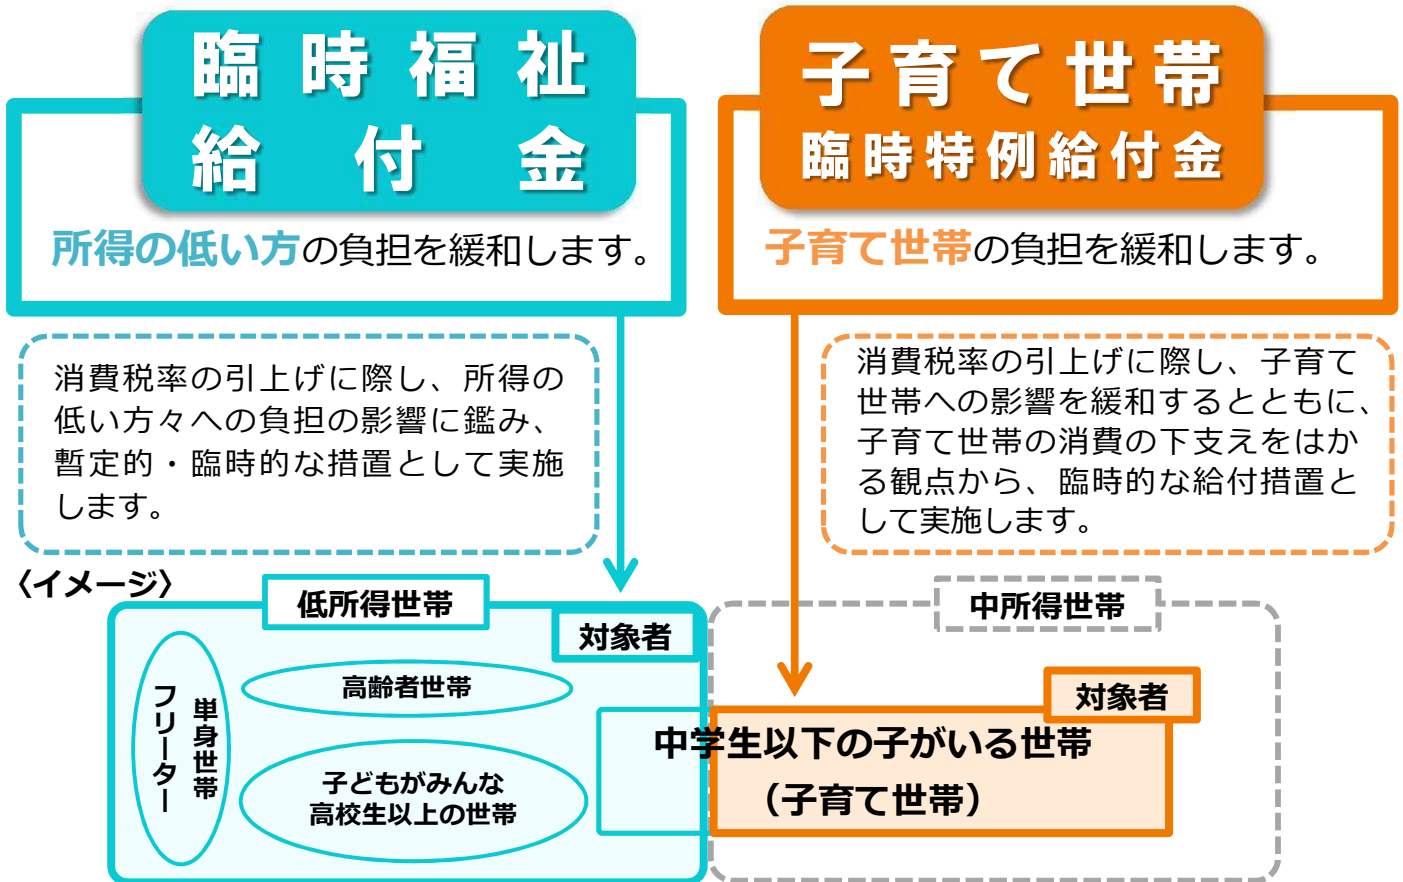 臨時福祉
給付金
所得の低い方の負担を緩和します。
消費税率の引上げに際し、所得の
低い方々への負担の影響に鑑み、
暫定的・臨時的な措置として実施
します。
子育て世帯
臨時特例給付金
子育て世帯の負担を緩和します。
消費税率の引上げに際し、子育て
世帯への影響を緩和するとともに、
子育て世帯の消費の下支えをはか
る観点から、臨時的な給付措置と
して実施します。
〈イメージ〉
低所得世帯
対象者
単身世帯
フリーター
高齢者世帯
子どもがみんな
高校生以上の世帯
中所得世帯
対象者
中学生以下の子がいる世帯
（子育て世帯）